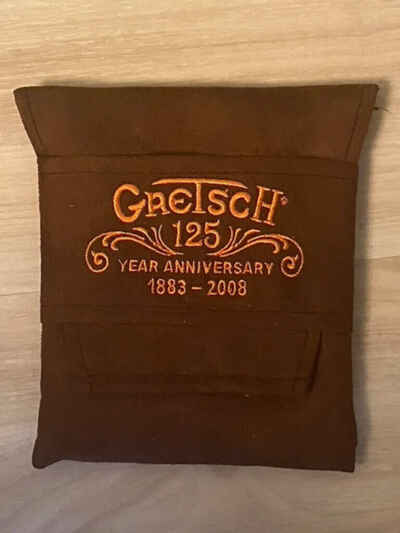 GRETSCH®
125
YEAR ANNIVERSARY
1883 – 2008